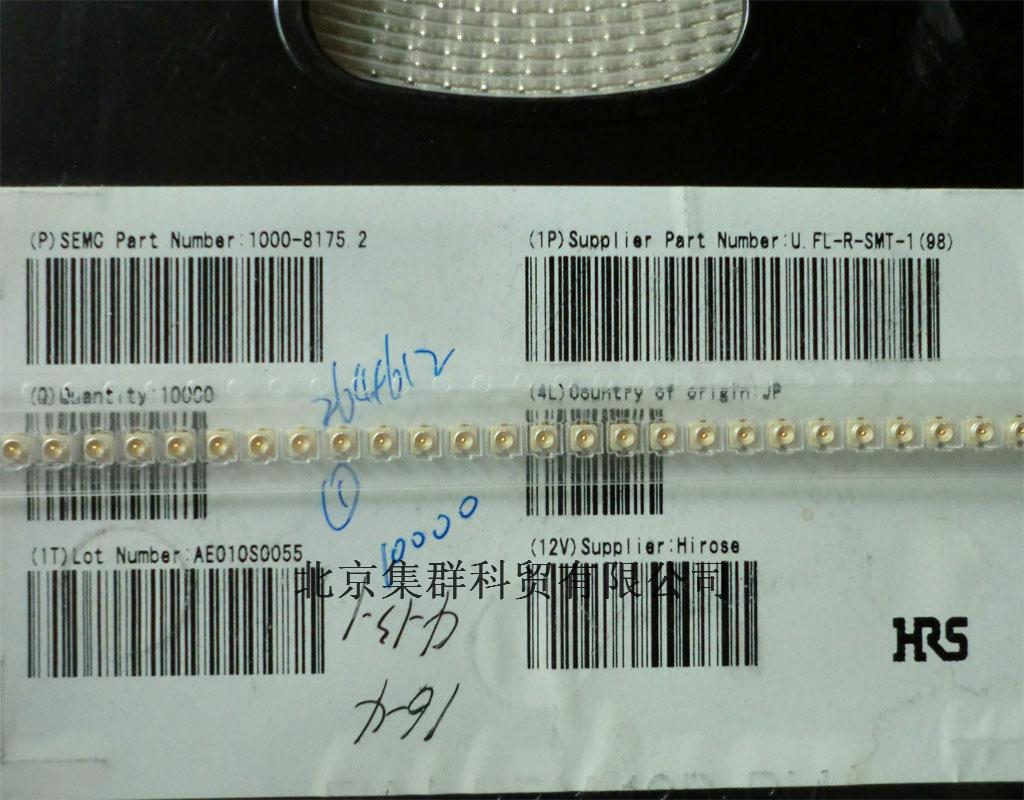 (P)SEMC Part Number:1000-8175.2
(1P)Supplier Part Number:U.FL-R-SMT-1(98)
(Q)Quantity:10000
(4L)Country of origin:JP
①
10000
(1T)Lot Number:AE010S0055
(12V)Supplier:Hirose
北京集群科贸有限公司
HRS